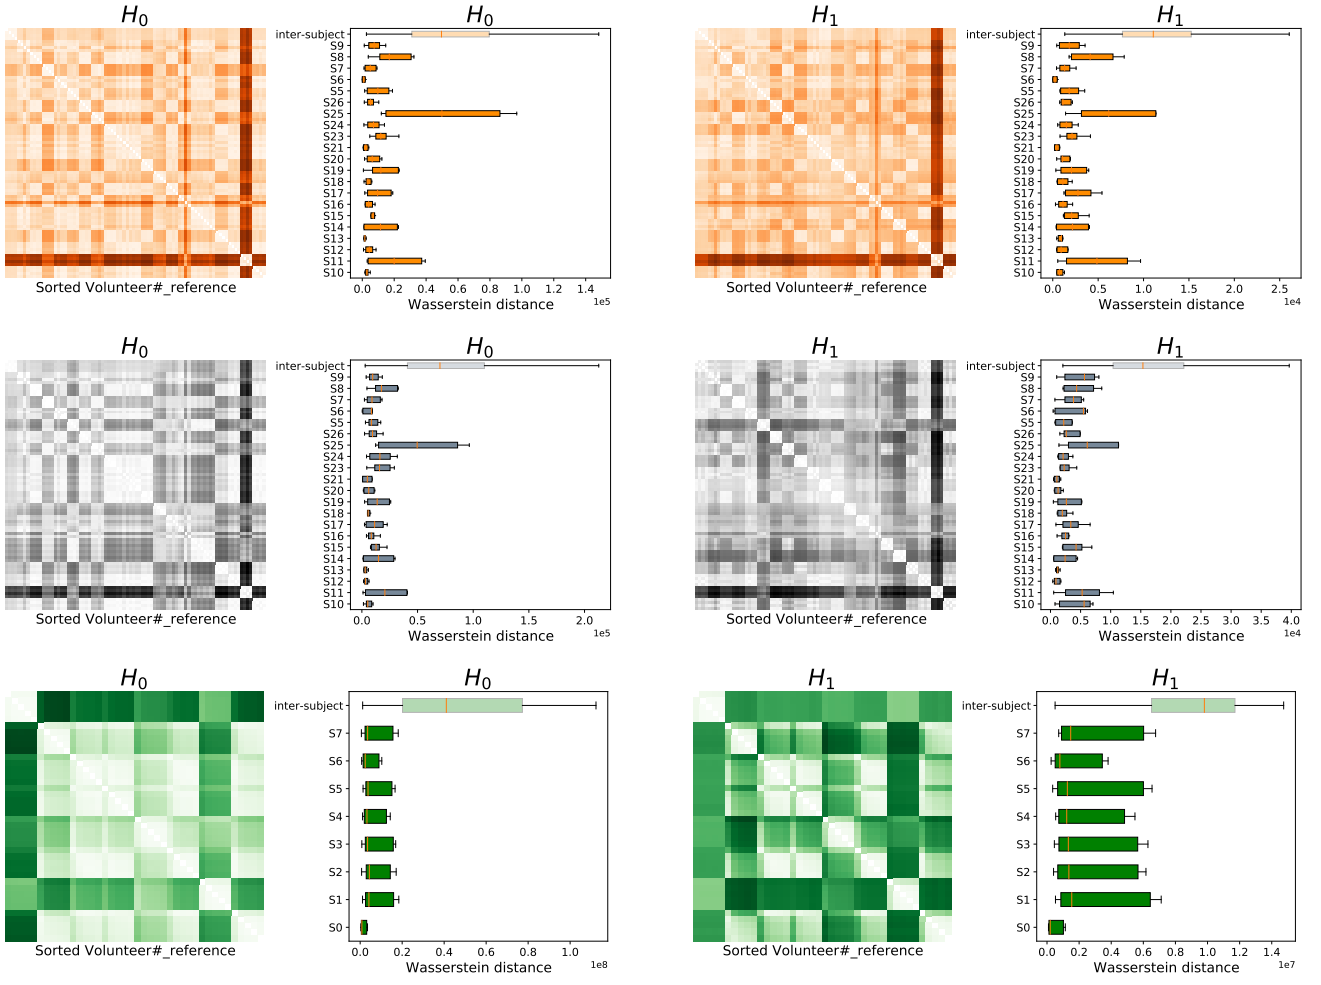 H0
H0
H1
H1
inter-subject
S9
S8
S7
S6
S5
S26
S25
S24
S23
S21
S20
S19
S18
S17
S16
S15
S14
S13
S12
S11
S10
0.0 0.2 0.4 0.6 0.8 1.0 1.2 1.4
1e5
Sorted Volunteer#_reference
Wasserstein distance
inter-subject
S9
S8
S7
S6
S5
S26
S25
S24
S23
S21
S20
S19
S18
S17
S16
S15
S14
S13
S12
S11
S10
0.0 0.5 1.0 1.5 2.0 2.5
1e4
Sorted Volunteer#_reference
Wasserstein distance
H0
H0
H1
H1
inter-subject
S9
S8
S7
S6
S5
S26
S25
S24
S23
S21
S20
S19
S18
S17
S16
S15
S14
S13
S12
S11
S10
0.0 0.5 1.0 1.5 2.0
1e5
Sorted Volunteer#_reference
Wasserstein distance
inter-subject
S9
S8
S7
S6
S5
S26
S25
S24
S23
S21
S20
S19
S18
S17
S16
S15
S14
S13
S12
S11
S10
0.0 0.5 1.0 1.5 2.0 2.5 3.0 3.5 4.0
1e4
Sorted Volunteer#_reference
Wasserstein distance
H0
H0
H1
H1
inter-subject
S7
S6
S5
S4
S3
S2
S1
S0
0.0 0.2 0.4 0.6 0.8 1.0
1e8
Sorted Volunteer#_reference
Wasserstein distance
inter-subject
S7
S6
S5
S4
S3
S2
S1
S0
0.0 0.2 0.4 0.6 0.8 1.0 1.2 1.4
1e7
Sorted Volunteer#_reference
Wasserstein distance